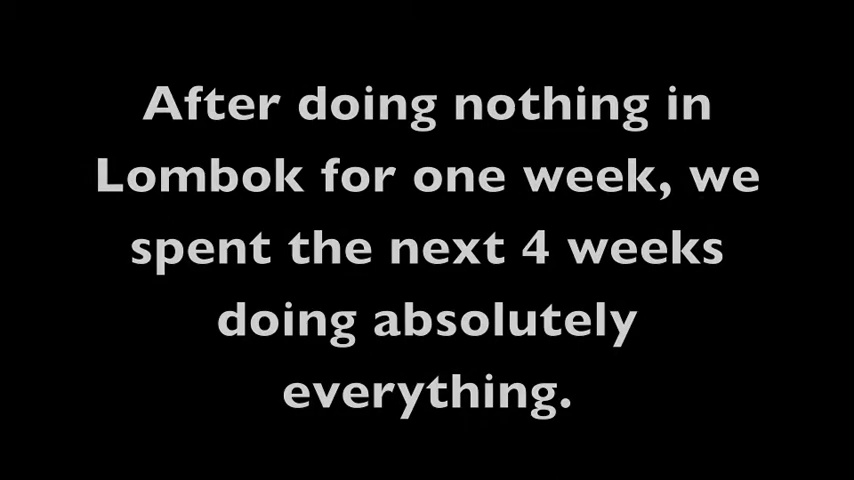 After doing nothing in
Lombok for one week, we
spent the next 4 weeks
doing absolutely
everything.